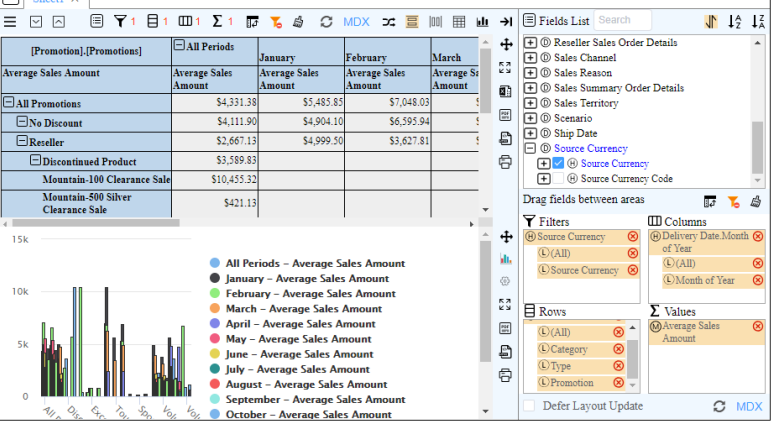 Sheet1
1
1
1
1
MDX
[Promotion].[Promotions]
All Periods
January
February
March
Average Sales Amount
Average Sales Amount
Average Sales Amount
Average Sales Amount
Average Sa
Amount
All Promotions
$4,331.38
$5,485.85
$7,048.03
$
No Discount
$4,111.90
$4,904.10
$6,595.94
$
Reseller
$2,667.13
$4,999.50
$3,627.81
$
Discontinued Product
$3,589.83
Mountain-100 Clearance Sale
$10,455.32
Mountain-500 Silver
Clearance Sale
$421.13
15k
10k
5k
0
All P
Disc
Exc
Tou
Spo
Volu
Volu
All Periods – Average Sales Amount
January – Average Sales Amount
February – Average Sales Amount
March – Average Sales Amount
April – Average Sales Amount
May – Average Sales Amount
June – Average Sales Amount
July – Average Sales Amount
August – Average Sales Amount
September – Average Sales Amount
October – Average Sales Amount
Fields List
Search
D Reseller Sales Order Details
D Sales Channel
D Sales Reason
D Sales Summary Order Details
D Sales Territory
D Scenario
D Ship Date
D Source Currency
H Source Currency
H Source Currency Code
Drag fields between areas
Filters
H Source Currency
L (All)
L Source Currency
Columns
H Delivery Date.Month
of Year
L (All)
L Month of Year
Rows
L (All)
L Category
L Type
L Promotion
Values
M Average Sales
Amount
Defer Layout Update
MDX